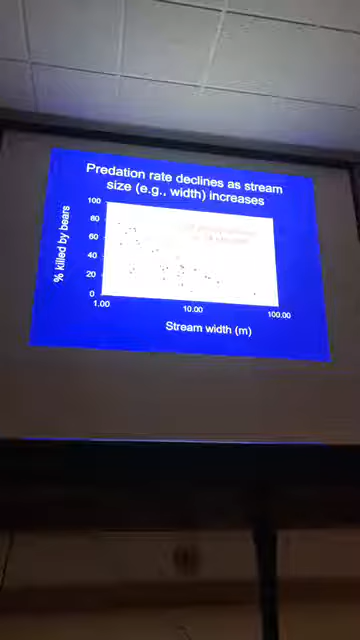 Predation rate declines as stream
size (e.g., width) increases
100
80
60
40
20
0
% killed by bears
1.00
10.00
100.00
Stream width (m)